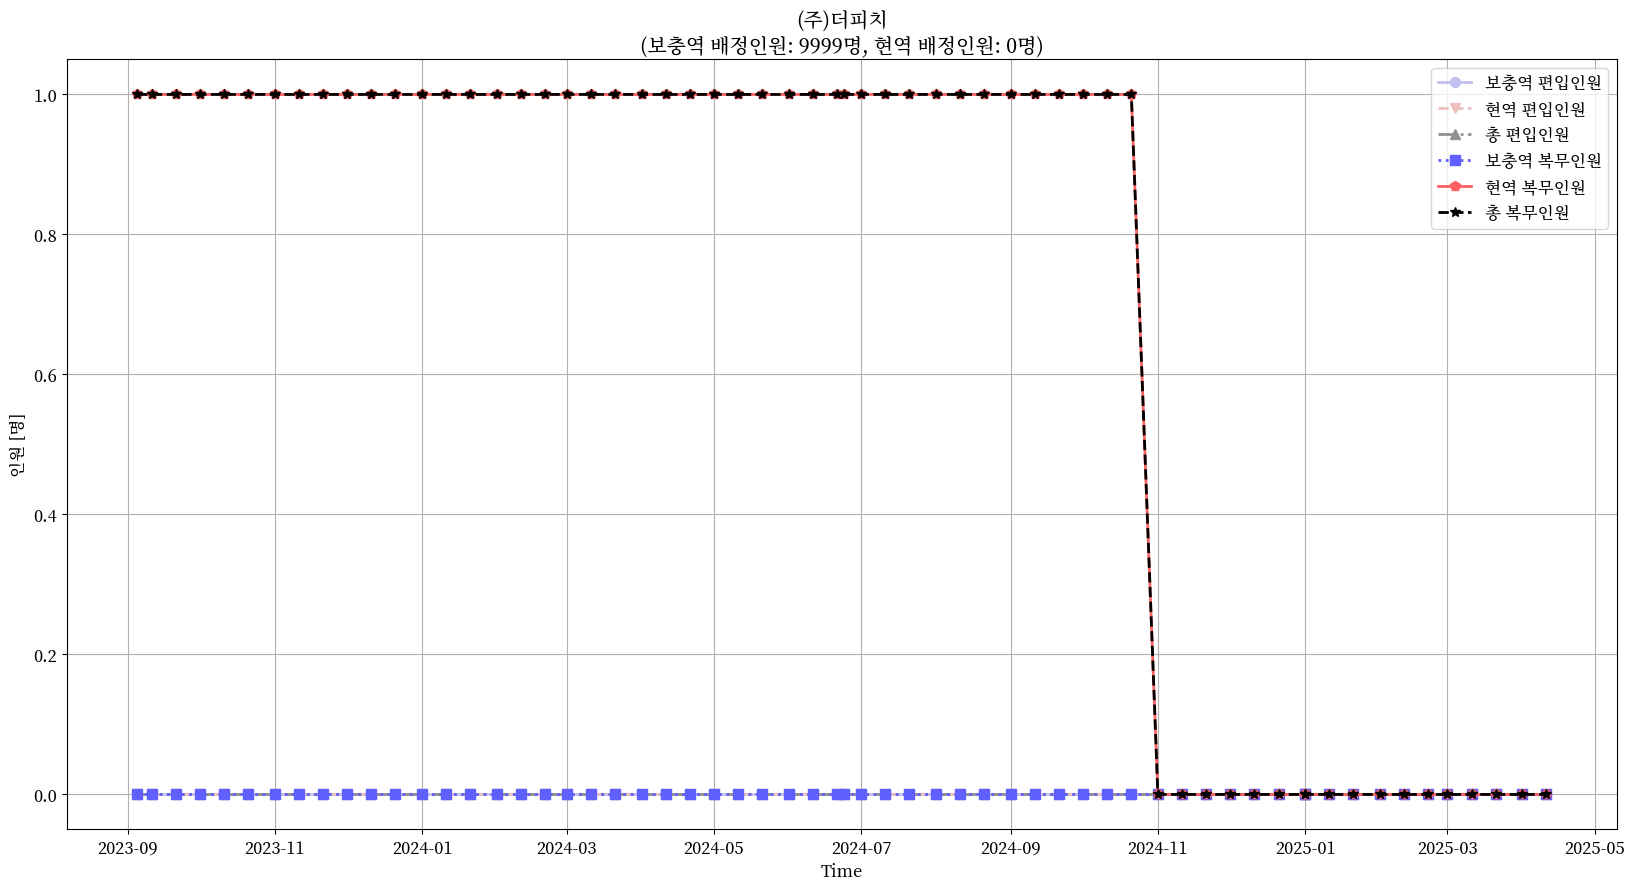 (주)더피치
(보충역 배정인원: 9999명, 현역 배정인원: 0명)
보충역 편입인원
현역 편입인원
총 편입인원
보충역 복무인원
현역 복무인원
총 복무인원
인원 [명]
1.0
0.8
0.6
0.4
0.2
0.0
2023-09
2023-11
2024-01
2024-03
2024-05
2024-07
2024-09
2024-11
2025-01
2025-03
2025-05
Time